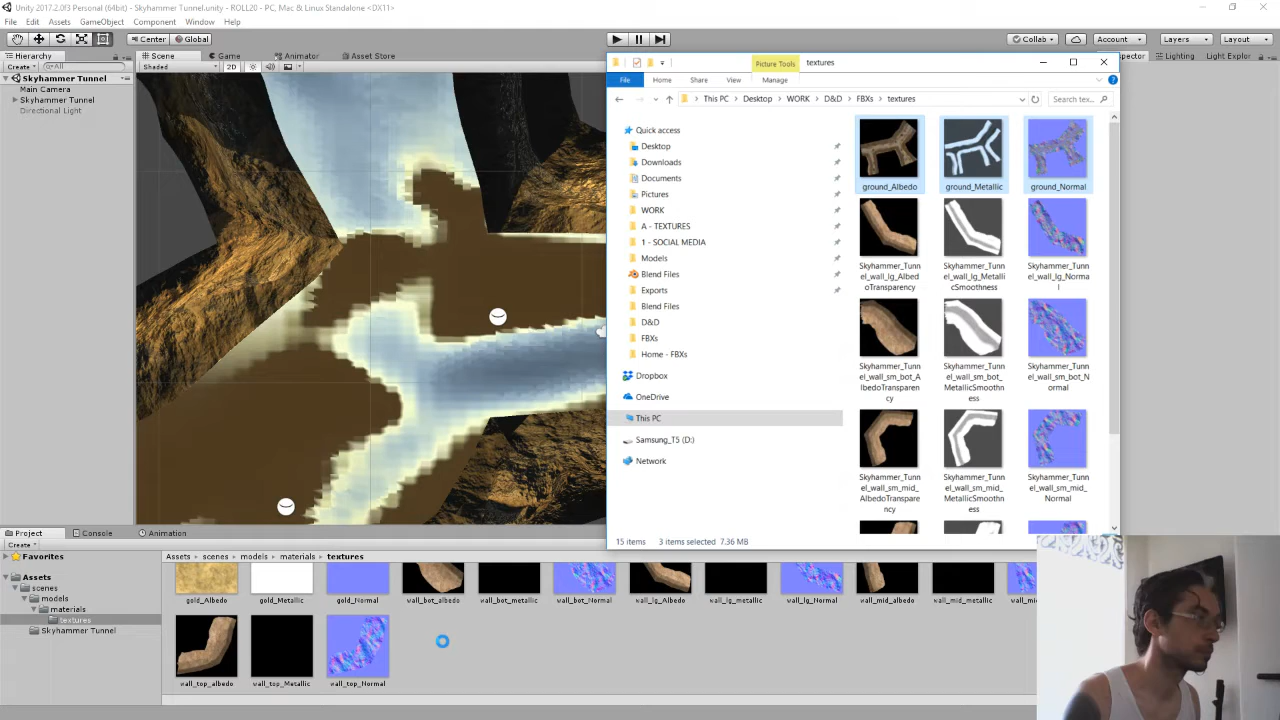 Unity 2017.2.0f3 Personal (64bit) - Skyhammer Tunnel.unity - ROLL20 - PC, Mac & Linux Standalone <DX11>
File Edit Assets GameObject Component Window Help
Center Global Collab Account Layers Layout
Hierarchy Scene Game Animator Asset Store Lighting Export
Create All Shaded 2D
Skyhammer Tunnel
Main Camera
Skyhammer Tunnel
Directional Light
Picture Tools textures
File Home Share View Manage
This PC Desktop WORK D&D FBXs textures Search tex...
Quick access
Desktop
Downloads
Documents
Pictures
WORK
A - TEXTURES
1 - SOCIAL MEDIA
Models
Blend Files
Exports
Blend Files
D&D
FBXs
Home - FBXs
Dropbox
OneDrive
This PC
Samsung_T5 (D:)
Network
ground_Albedo ground_Metallic ground_Normal
Skyhammer_Tunnel_wall_lg_AlbedoTransparency Skyhammer_Tunnel_wall_lg_MetallicSmoothness Skyhammer_Tunnel_wall_lg_Normal
Skyhammer_Tunnel_wall_sm_bot_AlbedoTransparency Skyhammer_Tunnel_wall_sm_bot_MetallicSmoothness Skyhammer_Tunnel_wall_sm_bot_Normal
Skyhammer_Tunnel_wall_sm_mid_AlbedoTransparency Skyhammer_Tunnel_wall_sm_mid_MetallicSmoothness Skyhammer_Tunnel_wall_sm_mid_Normal
15 items 3 items selected 7.36 MB
Project Console Animation
Create
Favorites
Assets
scenes
models
materials
textures
Skyhammer Tunnel
Assets scenes models materials textures
gold_Albedo gold_Metallic gold_Normal wall_bot_albedo wall_bot_metallic wall_bot_Normal wall_lg_Albedo wall_lg_metallic wall_lg_Normal wall_mid_albedo wall_mid_metallic
wall_top_albedo wall_top_Metallic wall_top_Normal